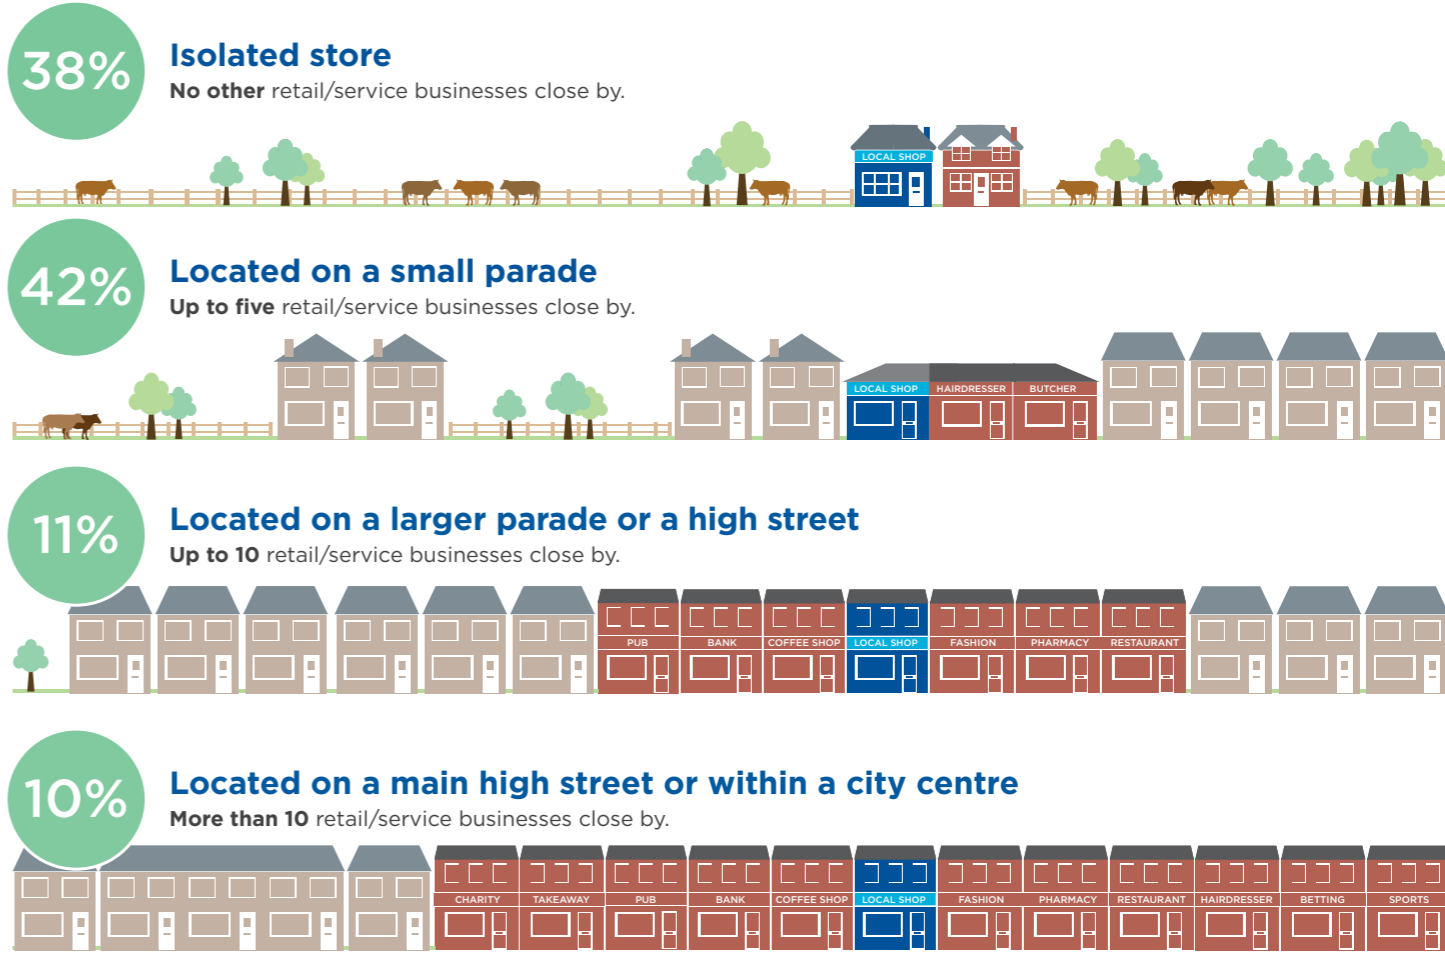 38%
Isolated store
No other retail/service businesses close by.
LOCAL SHOP
42%
Located on a small parade
Up to five retail/service businesses close by.
LOCAL SHOP HAIRDRESSER BUTCHER
11%
Located on a larger parade or a high street
Up to 10 retail/service businesses close by.
PUB BANK COFFEE SHOP LOCAL SHOP FASHION PHARMACY RESTAURANT
10%
Located on a main high street or within a city centre
More than 10 retail/service businesses close by.
CHARITY TAKEAWAY PUB BANK COFFEE SHOP LOCAL SHOP FASHION PHARMACY RESTAURANT HAIRDRESSER BETTING SPORTS